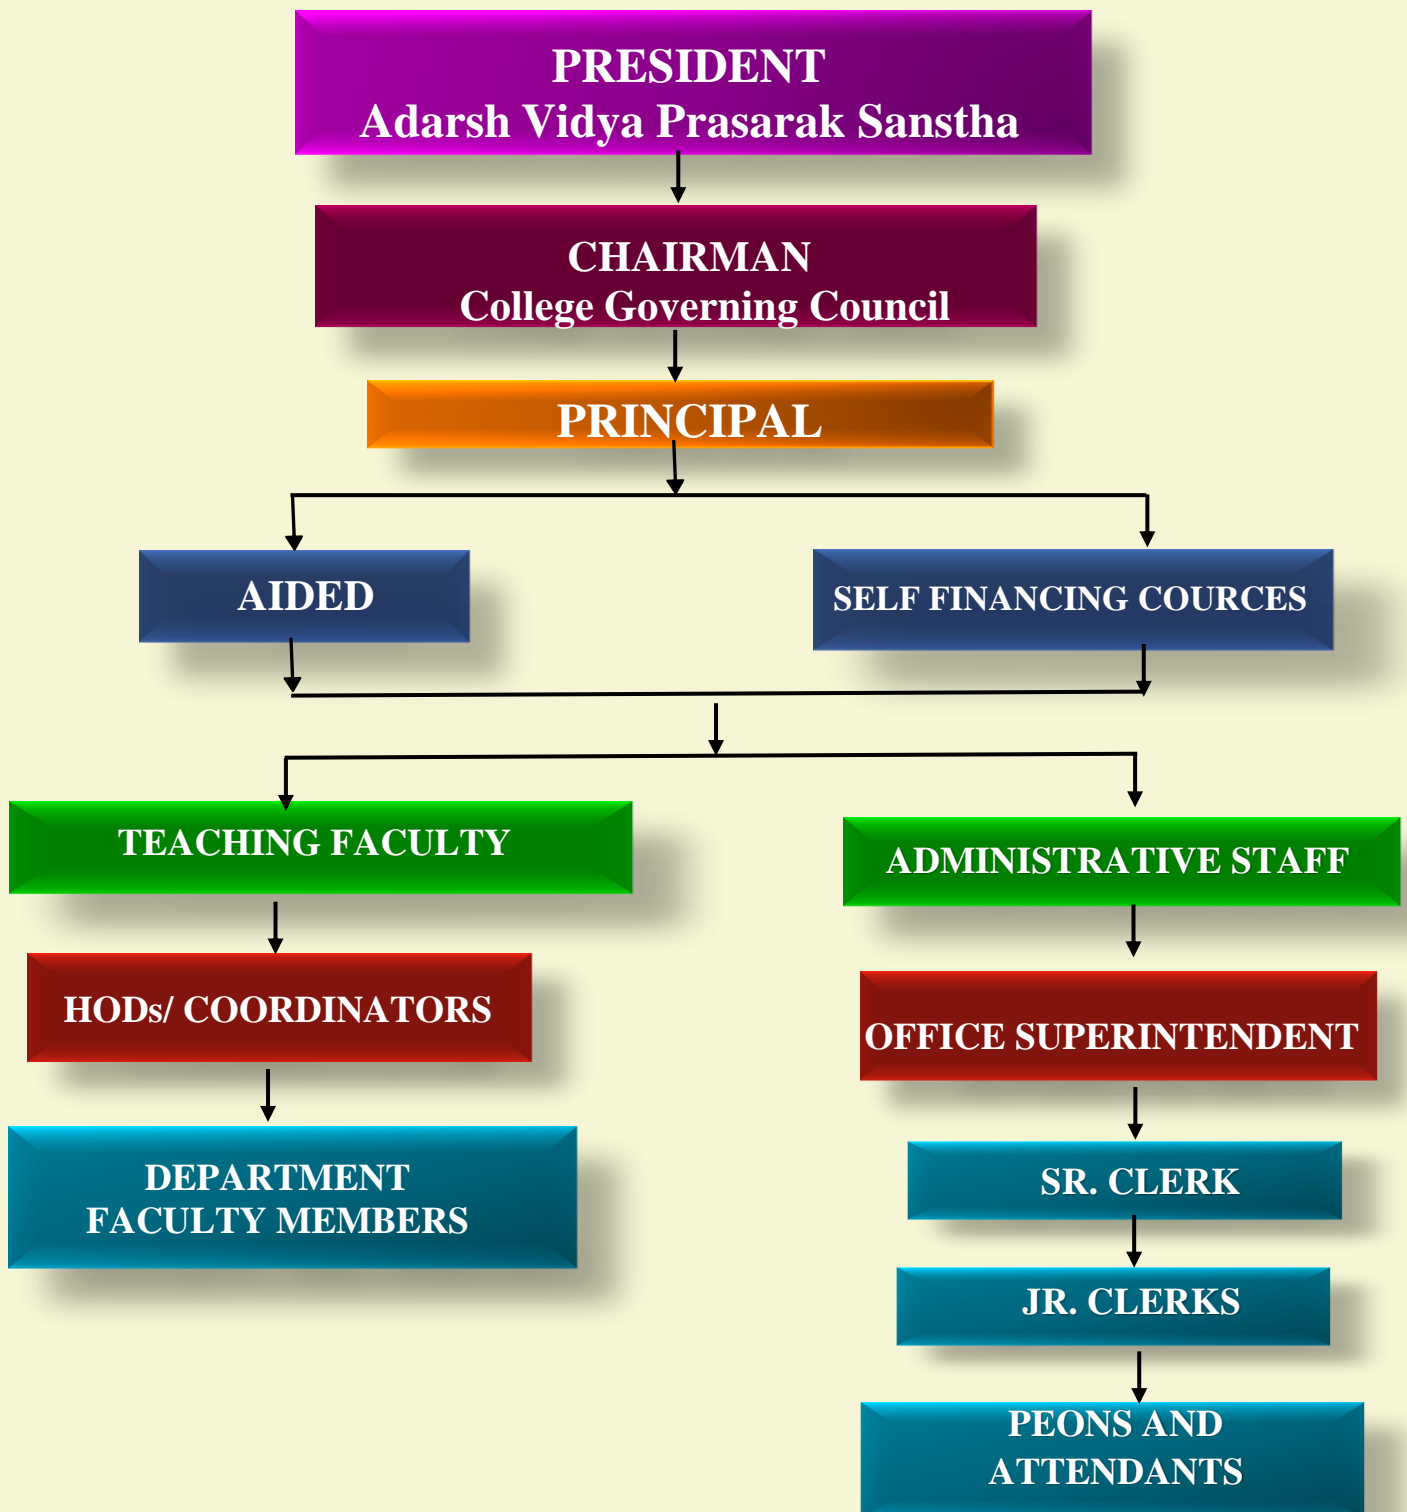 PRESIDENT
Adarsh Vidya Prasarak Sanstha
CHAIRMAN
College Governing Council
PRINCIPAL
AIDED
SELF FINANCING COURCES
TEACHING FACULTY
ADMINISTRATIVE STAFF
HODs/ COORDINATORS
OFFICE SUPERINTENDENT
DEPARTMENT
FACULTY MEMBERS
SR. CLERK
JR. CLERKS
PEONS AND
ATTENDANTS